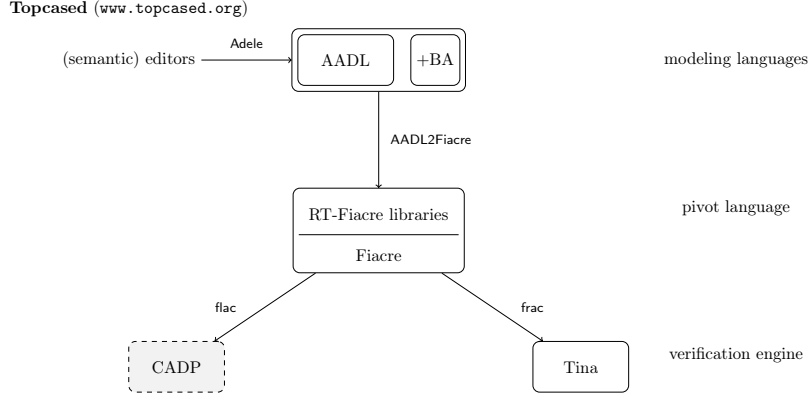 Topcased (www.topcased.org)
(semantic) editors
Adele
AADL
+BA
modeling languages
AADL2Fiacre
RT-Fiacre libraries
Fiacre
pivot language
flac
frac
CADP
Tina
verification engine